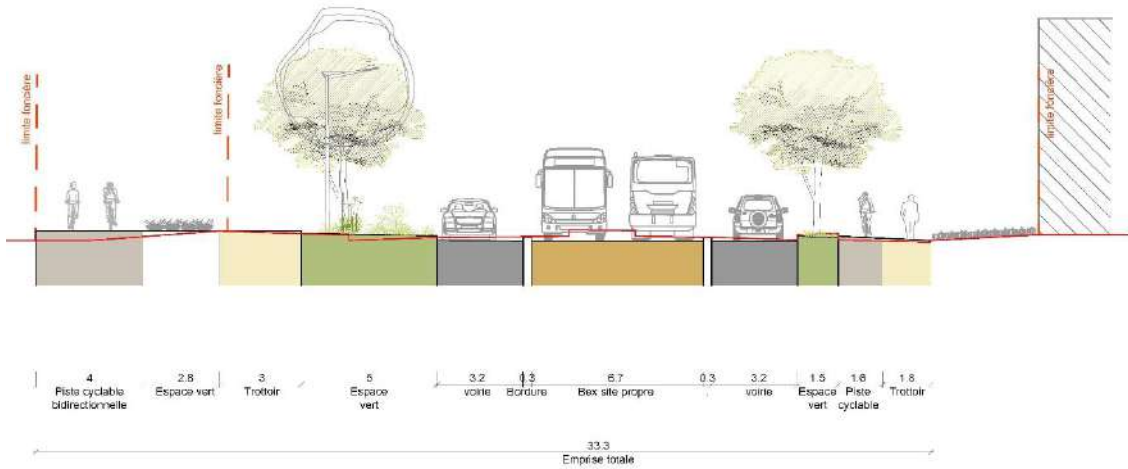 limite foncière
limite foncière
limite foncière
4
Piste cyclable
bidirectionnelle
2.8
Espace vert
3
Trottoir
5
Espace
vert
3.2
voirie
0.3
Bordure
6.7
Bex site propre
0.3
3.2
voirie
1.5
Espace
vert
1.6
Piste
cyclable
1.8
Trottoir
33.3
Emprise totale